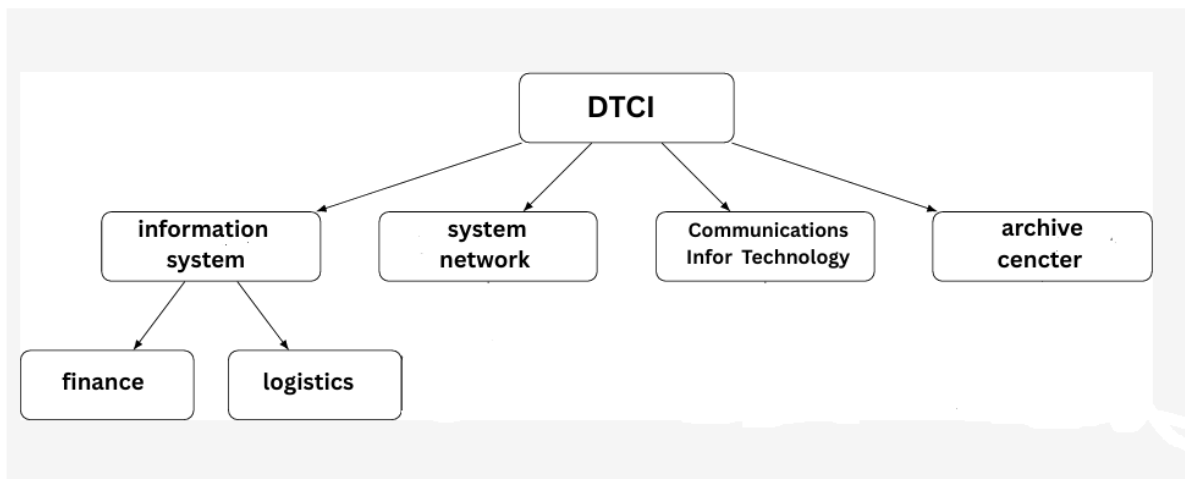 DTCI
information
system
system
network
Communications
Infor Technology
archive
cencter
finance
logistics